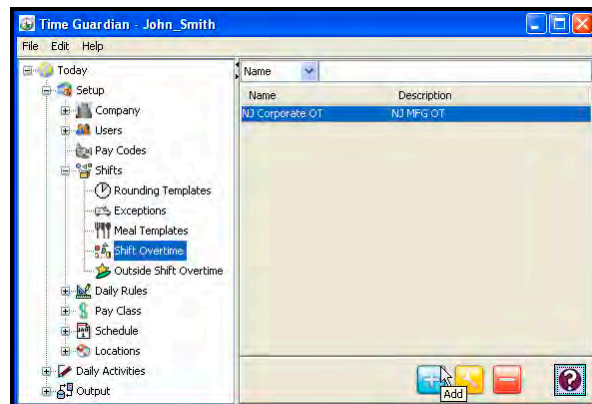 Time Guardian - John_Smith
File Edit Help
Today
Setup
Company
Users
Pay Codes
Shifts
Rounding Templates
Exceptions
Meal Templates
Shift Overtime
Outside Shift Overtime
Daily Rules
Pay Class
Schedule
Locations
Daily Activities
Output
Name
Name Description
NJ Corporate OT NJ MFG OT
Add